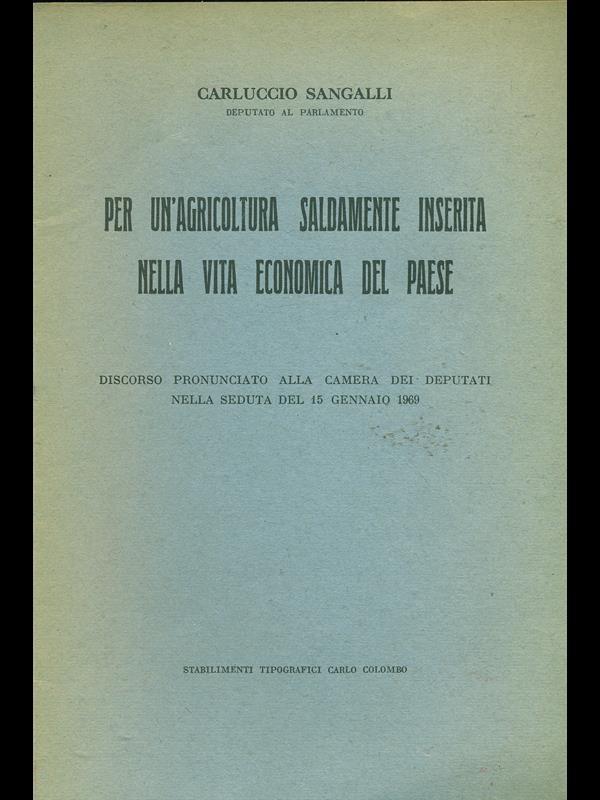 CARLUCCIO SANGALLI
DEPUTATO AL PARLAMENTO
PER UN'AGRICOLTURA SALDAMENTE INSERITA
NELLA VITA ECONOMICA DEL PAESE
DISCORSO PRONUNCIATO ALLA CAMERA DEI DEPUTATI
NELLA SEDUTA DEL 15 GENNAIO 1969
STABILIMENTI TIPOGRAFICI CARLO COLOMBO